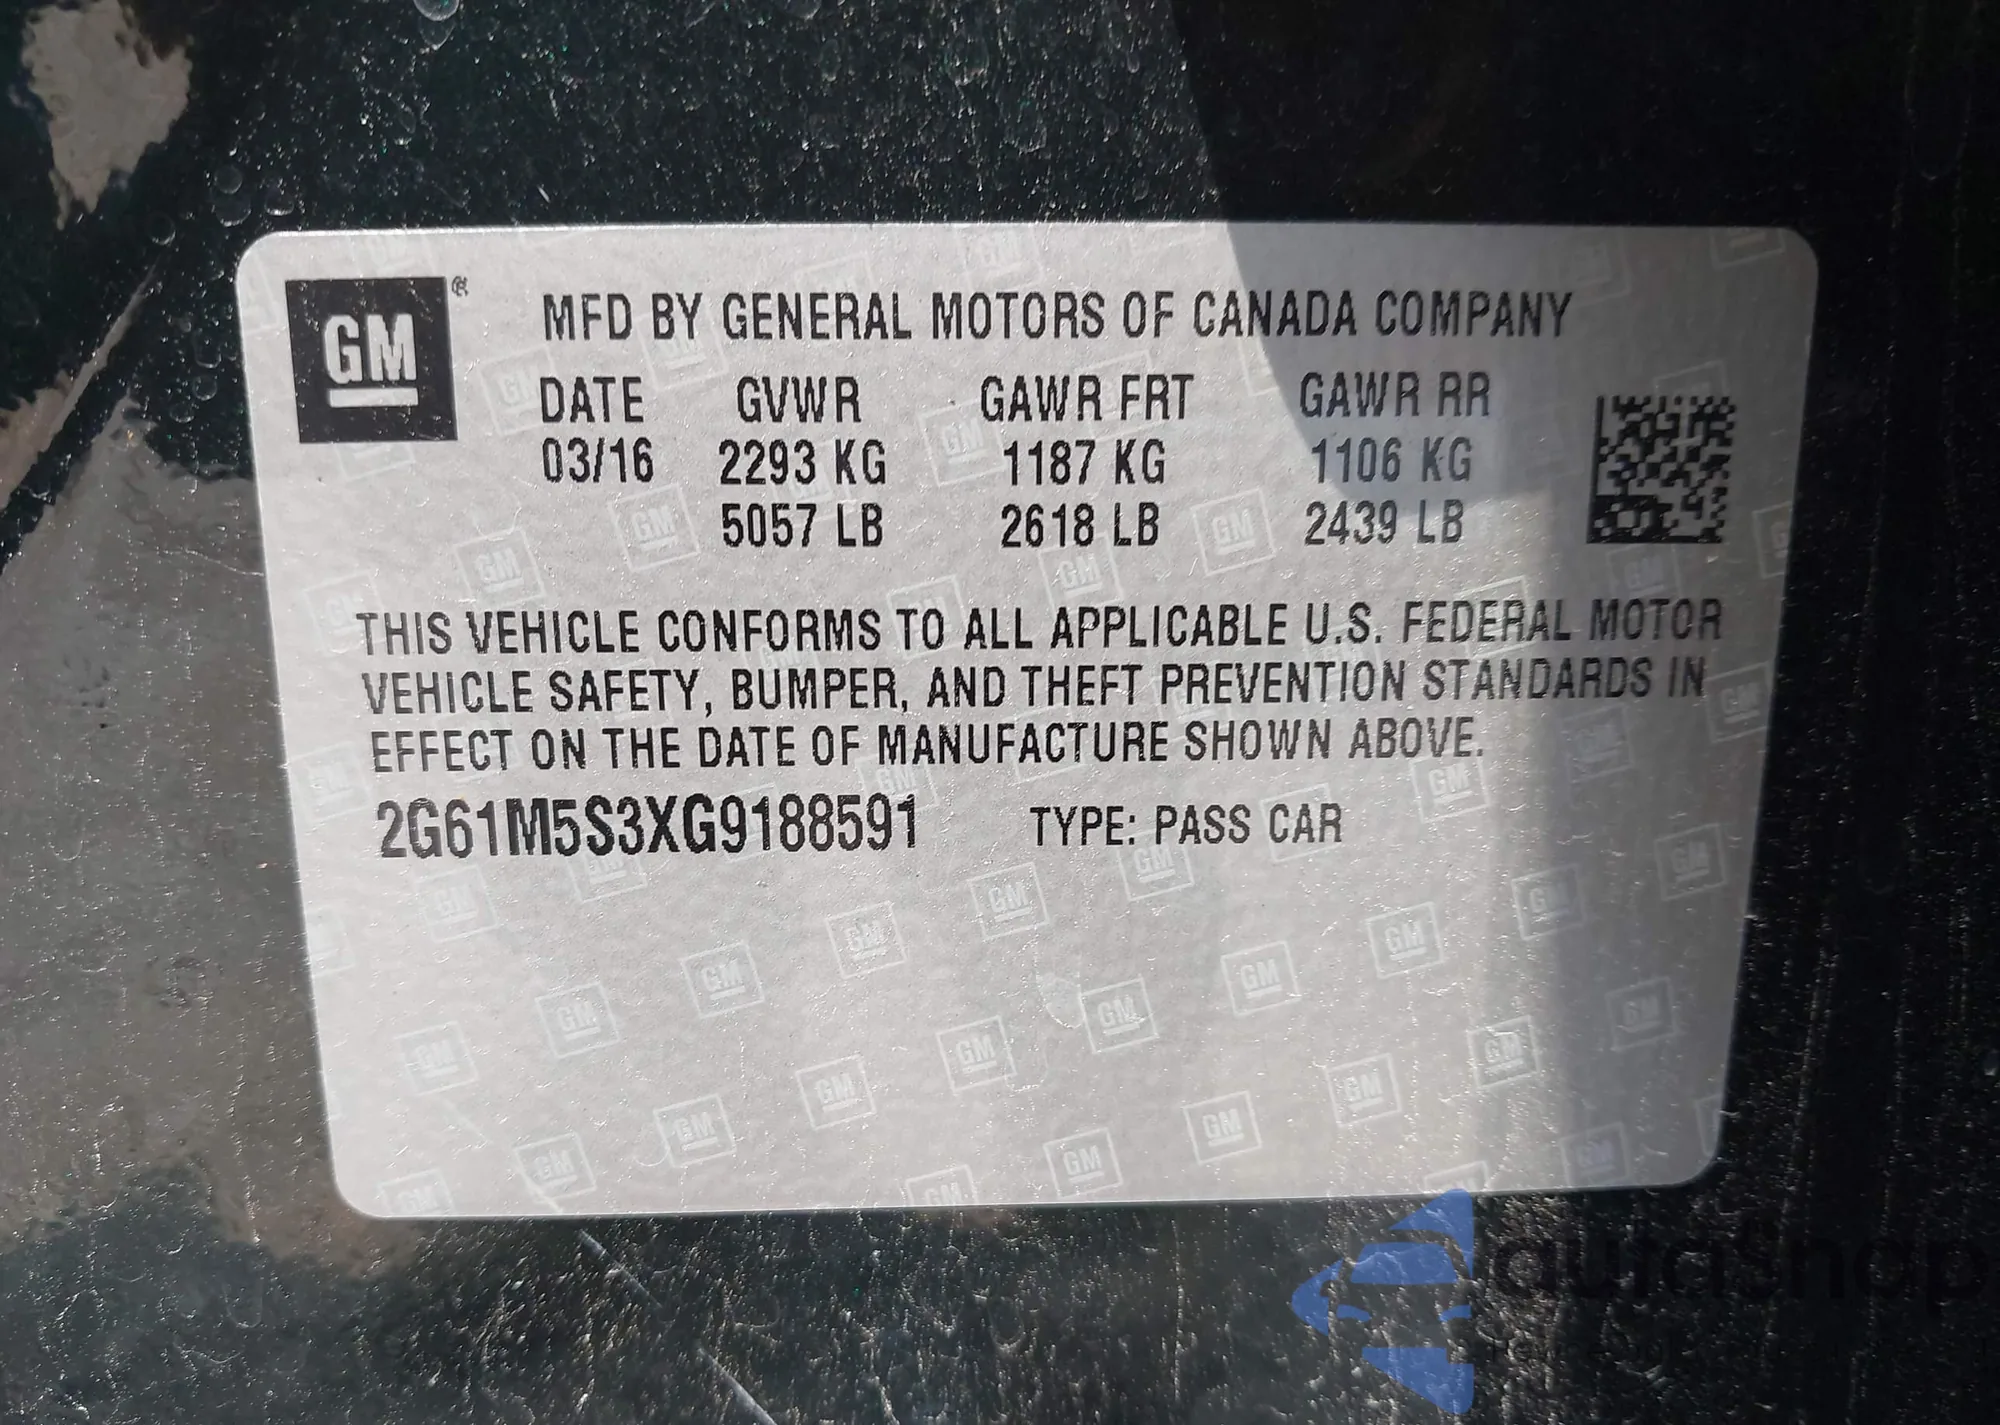 GM®
MFD BY GENERAL MOTORS OF CANADA COMPANY
DATE GVWR GAWR FRT GAWR RR
03/16 2293 KG 1187 KG 1106 KG
5057 LB 2618 LB 2439 LB
THIS VEHICLE CONFORMS TO ALL APPLICABLE U.S. FEDERAL MOTOR
VEHICLE SAFETY, BUMPER, AND THEFT PREVENTION STANDARDS IN
EFFECT ON THE DATE OF MANUFACTURE SHOWN ABOVE.
2G61M5S3XG9188591 TYPE: PASS CAR
autaShop